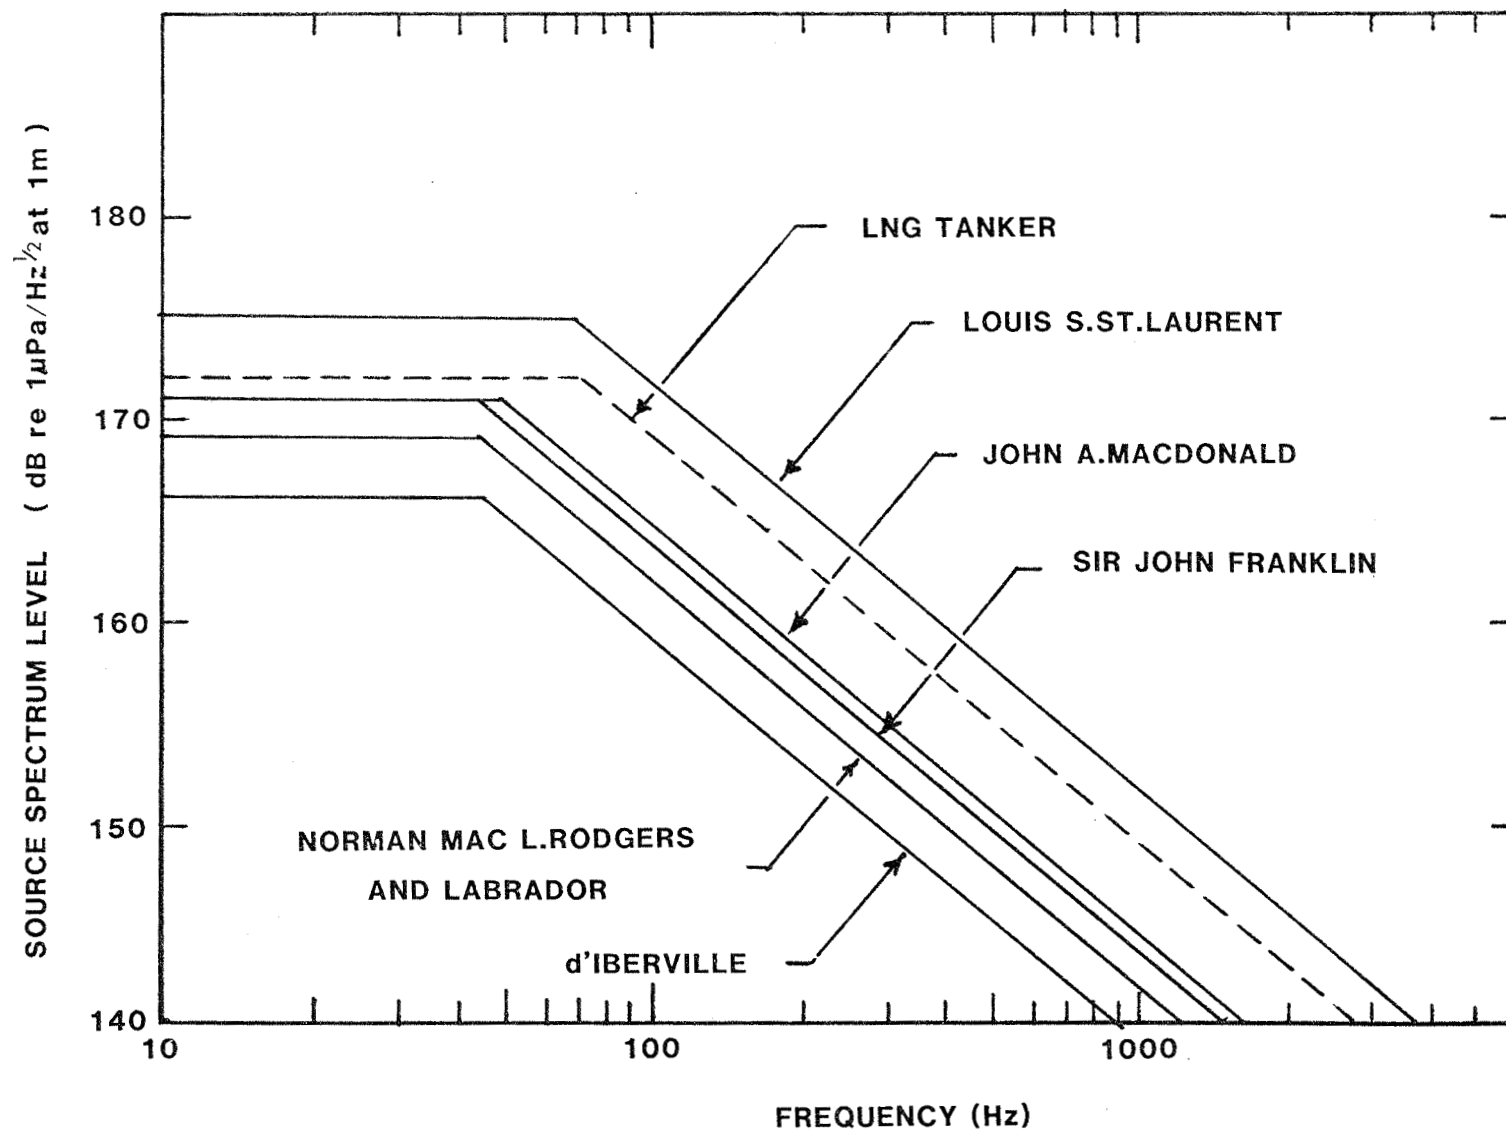 SOURCE SPECTRUM LEVEL ( dB re 1µPa/Hz½ at 1m )
180
170
160
150
140
10
100
1000
FREQUENCY (Hz)
LNG TANKER
LOUIS S.ST.LAURENT
JOHN A.MACDONALD
SIR JOHN FRANKLIN
NORMAN MAC L.RODGERS
AND LABRADOR
d'IBERVILLE